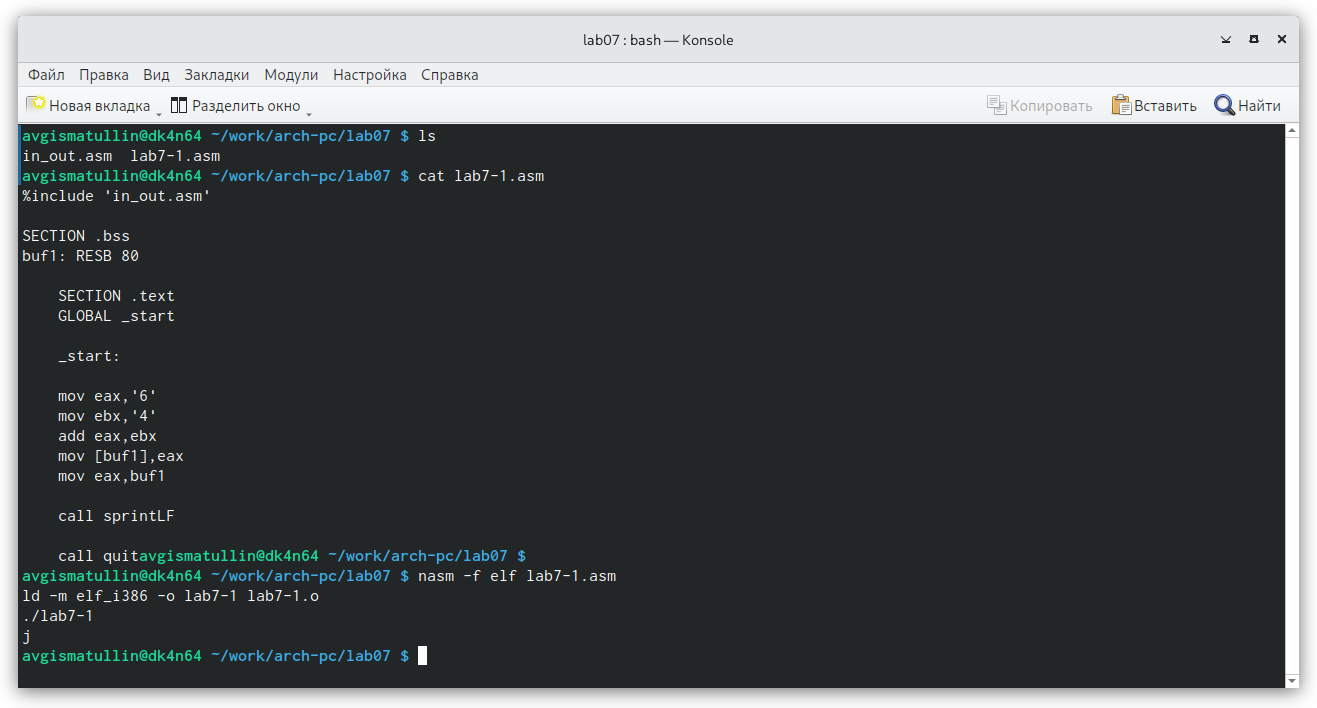 lab07 : bash — Konsole
Файл Правка Вид Закладки Модули Настройка Справка
Новая вкладка Разделить окно Копировать Вставить Найти
avgismatullin@dk4n64 ~/work/arch-pc/lab07 $ ls
in_out.asm  lab7-1.asm
avgismatullin@dk4n64 ~/work/arch-pc/lab07 $ cat lab7-1.asm
%include 'in_out.asm'
SECTION .bss
buf1: RESB 80
    SECTION .text
    GLOBAL _start
    _start:
    mov eax,'6'
    mov ebx,'4'
    add eax,ebx
    mov [buf1],eax
    mov eax,buf1
    call sprintLF
    call quitavgismatullin@dk4n64 ~/work/arch-pc/lab07 $
avgismatullin@dk4n64 ~/work/arch-pc/lab07 $ nasm -f elf lab7-1.asm
ld -m elf_i386 -o lab7-1 lab7-1.o
./lab7-1
j
avgismatullin@dk4n64 ~/work/arch-pc/lab07 $